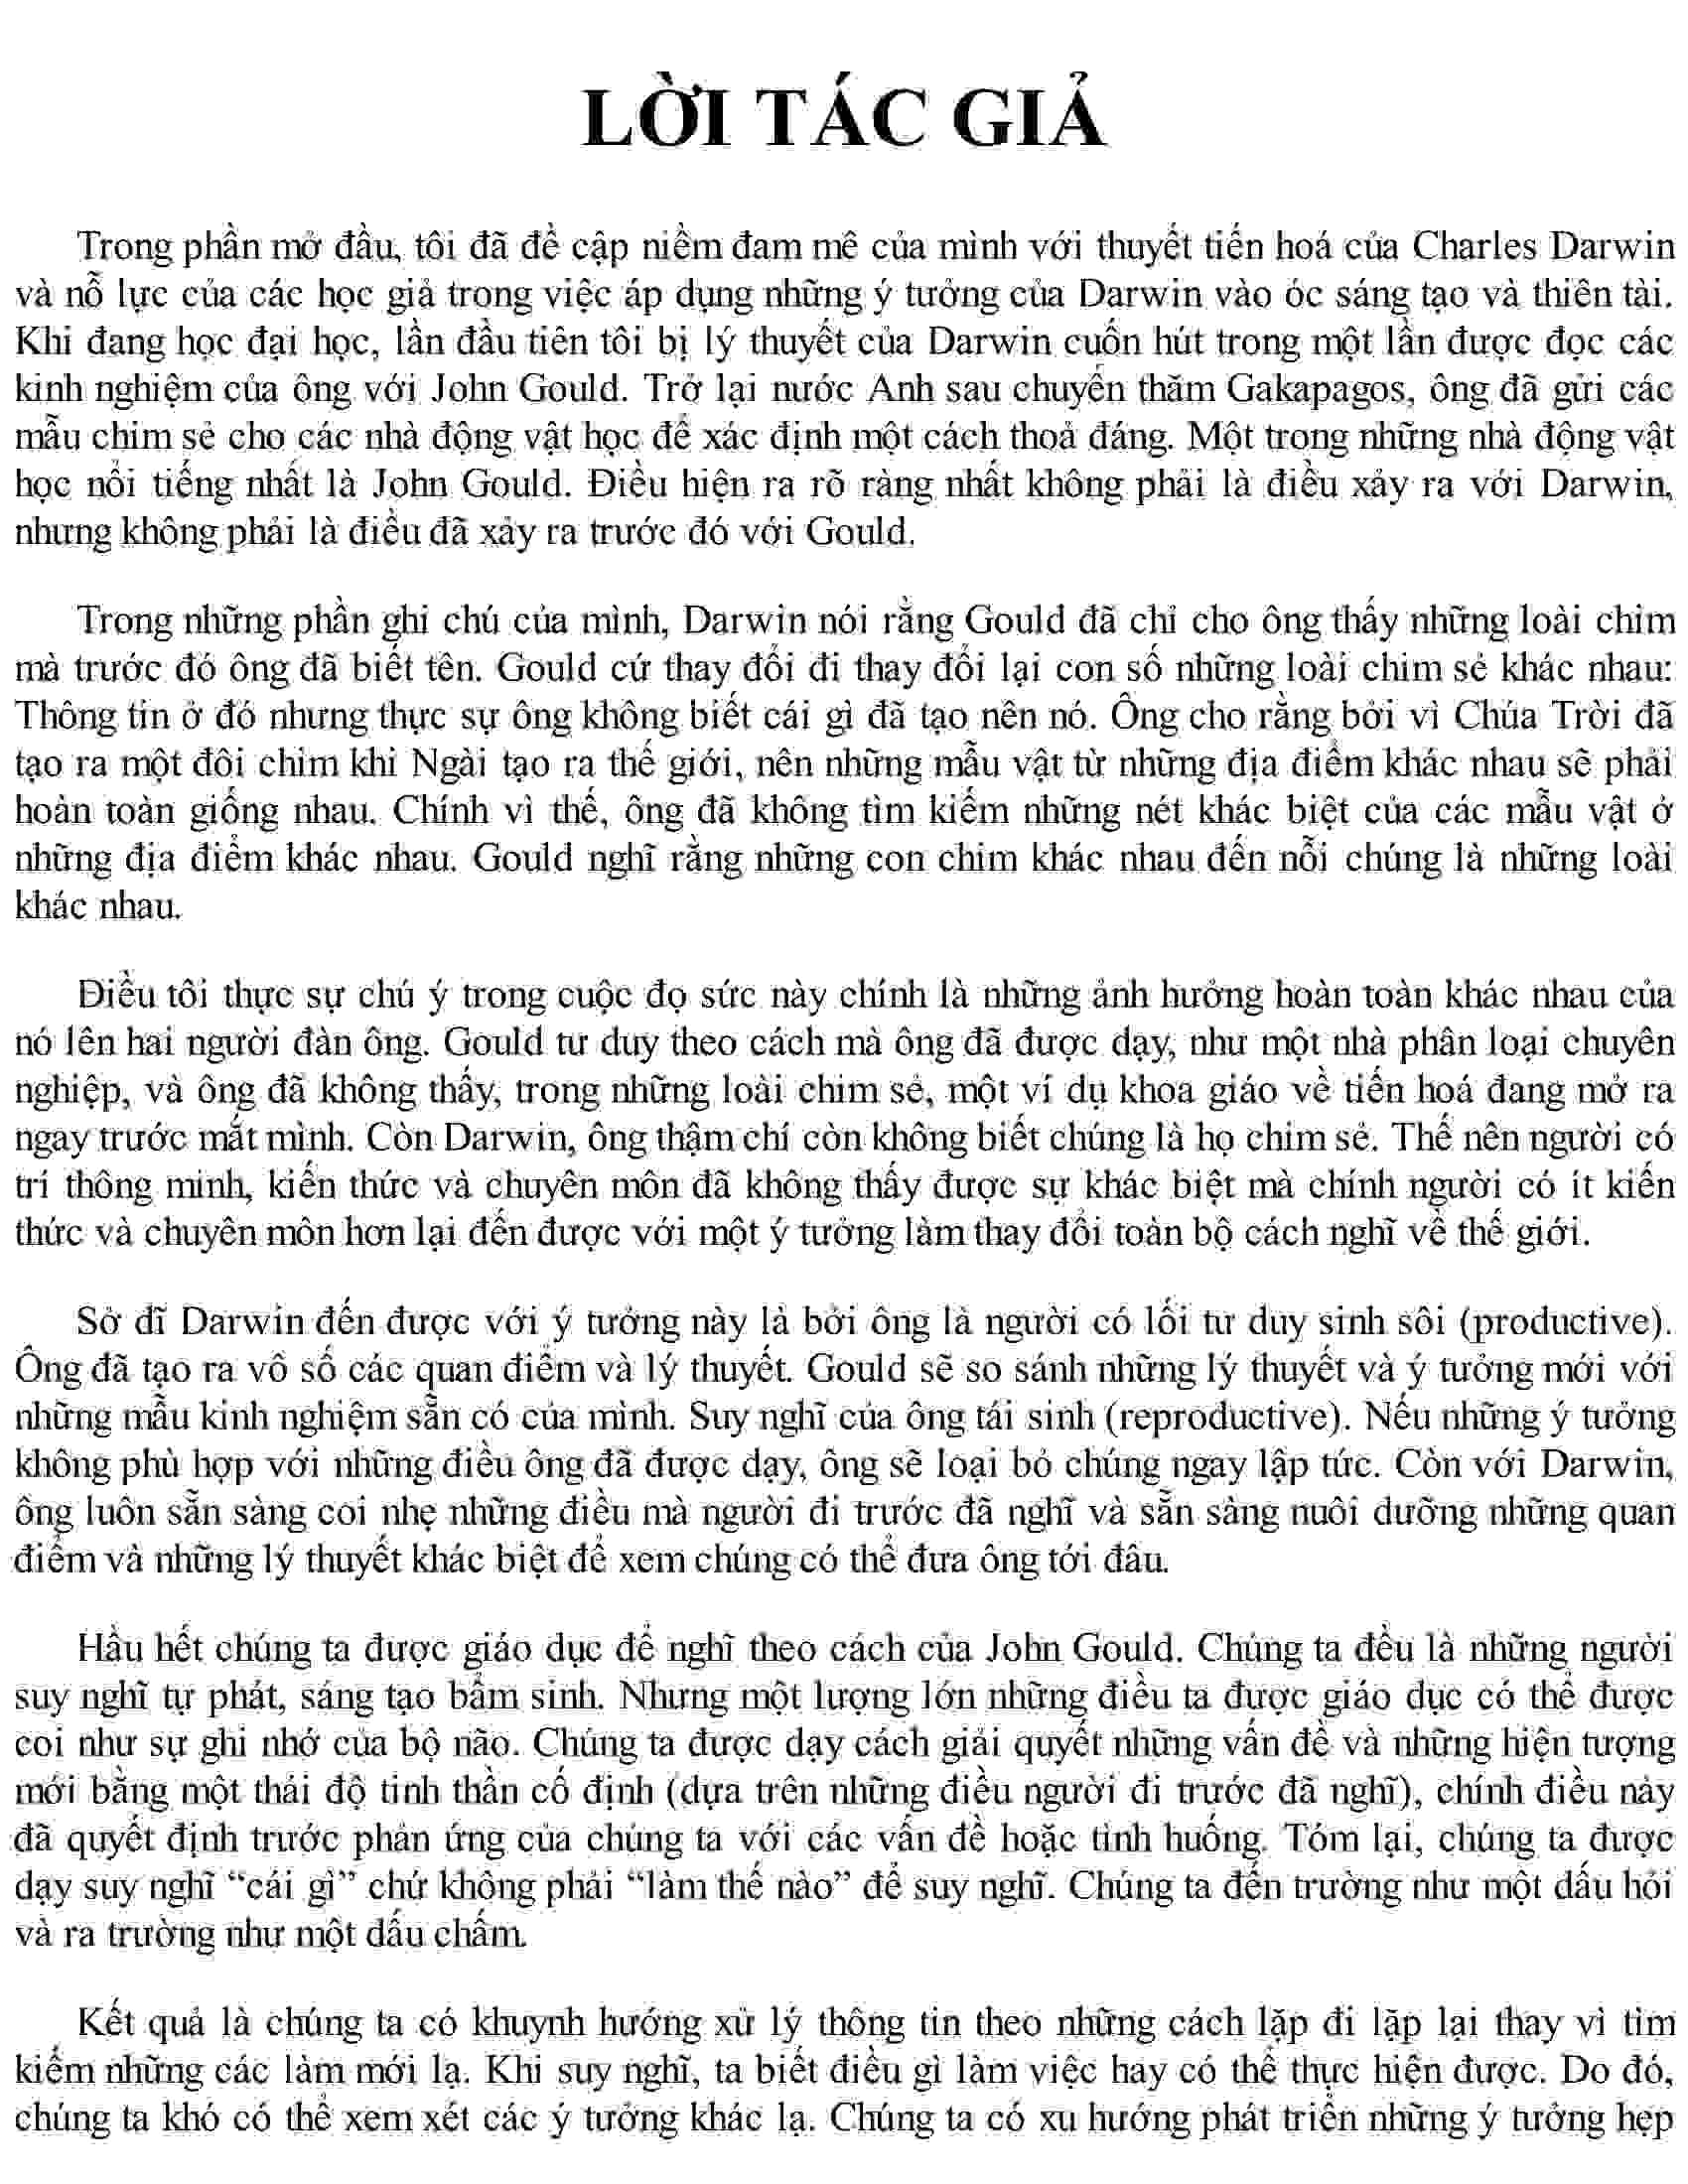 LỜI TÁC GIẢ
Trong phần mở đầu, tôi đã đề cập niềm đam mê của mình với thuyết tiến hoá của Charles Darwin
và nỗ lực của các học giả trong việc áp dụng những ý tưởng của Darwin vào óc sáng tạo và thiên tài.
Khi đang học đại học, lần đầu tiên tôi bị lý thuyết của Darwin cuốn hút trong một lần được đọc các
kinh nghiệm của ông với John Gould. Trở lại nước Anh sau chuyến thăm Gakapagos, ông đã gửi các
mẫu chim sẻ cho các nhà động vật học để xác định một cách thoả đáng. Một trong những nhà động vật
học nổi tiếng nhất là John Gould. Điều hiện ra rõ ràng nhất không phải là điều xảy ra với Darwin,
nhưng không phải là điều đã xảy ra trước đó với Gould.
Trong những phần ghi chú của mình, Darwin nói rằng Gould đã chỉ cho ông thấy những loài chim
mà trước đó ông đã biết tên. Gould cứ thay đổi đi thay đổi lại con số những loài chim sẻ khác nhau:
Thông tin ở đó nhưng thực sự ông không biết cái gì đã tạo nên nó. Ông cho rằng bởi vì Chúa Trời đã
tạo ra một đôi chim khi Ngài tạo ra thế giới, nên những mẫu vật từ những địa điểm khác nhau sẽ phải
hoàn toàn giống nhau. Chính vì thế, ông đã không tìm kiếm những nét khác biệt của các mẫu vật ở
những địa điểm khác nhau. Gould nghĩ rằng những con chim khác nhau đến nỗi chúng là những loài
khác nhau.
Điều tôi thực sự chú ý trong cuộc đọ sức này chính là những ảnh hưởng hoàn toàn khác nhau của
nó lên hai người đàn ông. Gould tư duy theo cách mà ông đã được dạy, như một nhà phân loại chuyên
nghiệp, và ông đã không thấy, trong những loài chim sẻ, một ví dụ khoa giáo về tiến hoá đang mở ra
ngay trước mắt mình. Còn Darwin, ông thậm chí còn không biết chúng là họ chim sẻ. Thế nên người có
trí thông minh, kiến thức và chuyên môn đã không thấy được sự khác biệt mà chính người có ít kiến
thức và chuyên môn hơn lại đến được với một ý tưởng làm thay đổi toàn bộ cách nghĩ về thế giới.
Sở dĩ Darwin đến được với ý tưởng này là bởi ông là người có lối tư duy sinh sôi (productive).
Ông đã tạo ra vô số các quan điểm và lý thuyết. Gould sẽ so sánh những lý thuyết và ý tưởng mới với
những mẫu kinh nghiệm sẵn có của mình. Suy nghĩ của ông tái sinh (reproductive). Nếu những ý tưởng
không phù hợp với những điều ông đã được dạy, ông sẽ loại bỏ chúng ngay lập tức. Còn với Darwin,
ông luôn sẵn sàng coi nhẹ những điều mà người đi trước đã nghĩ và sẵn sàng nuôi dưỡng những quan
điểm và những lý thuyết khác biệt để xem chúng có thể đưa ông tới đâu.
Hầu hết chúng ta được giáo dục để nghĩ theo cách của John Gould. Chúng ta đều là những người
suy nghĩ tự phát, sáng tạo bẩm sinh. Nhưng một lượng lớn những điều ta được giáo dục có thể được
coi như sự ghi nhớ của bộ não. Chúng ta được dạy cách giải quyết những vấn đề và những hiện tượng
mới bằng một thái độ tinh thần cố định (dựa trên những điều người đi trước đã nghĩ), chính điều này
đã quyết định trước phản ứng của chúng ta với các vấn đề hoặc tình huống. Tóm lại, chúng ta được
dạy suy nghĩ “cái gì” chứ không phải “làm thế nào” để suy nghĩ. Chúng ta đến trường như một dấu hỏi
và ra trường như một dấu chấm.
Kết quả là chúng ta có khuynh hướng xử lý thông tin theo những cách lặp đi lặp lại thay vì tìm
kiếm những các làm mới lạ. Khi suy nghĩ, ta biết điều gì làm việc hay có thể thực hiện được. Do đó,
chúng ta khó có thể xem xét các ý tưởng khác lạ. Chúng ta có xu hướng phát triển những ý tưởng hẹp